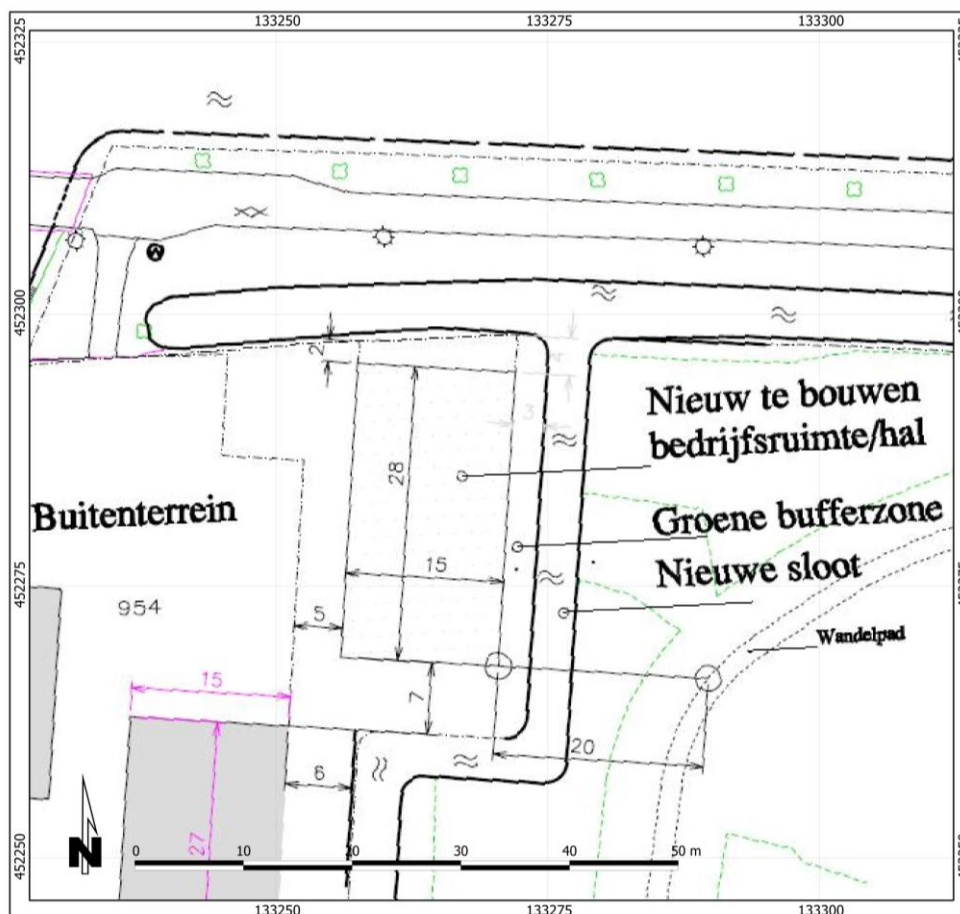 133250 133275 133300
452325 452325
452300
2
4
3
Nieuw te bouwen
bedrijfsruimte/hal
28
Buitenterrein
Groene bufferzone
Nieuwe sloot
15
452275
954
5
Wandelpad
15
7
20
6
27
N
0 10 20 30 40 50 m
452250
133250 133275 133300